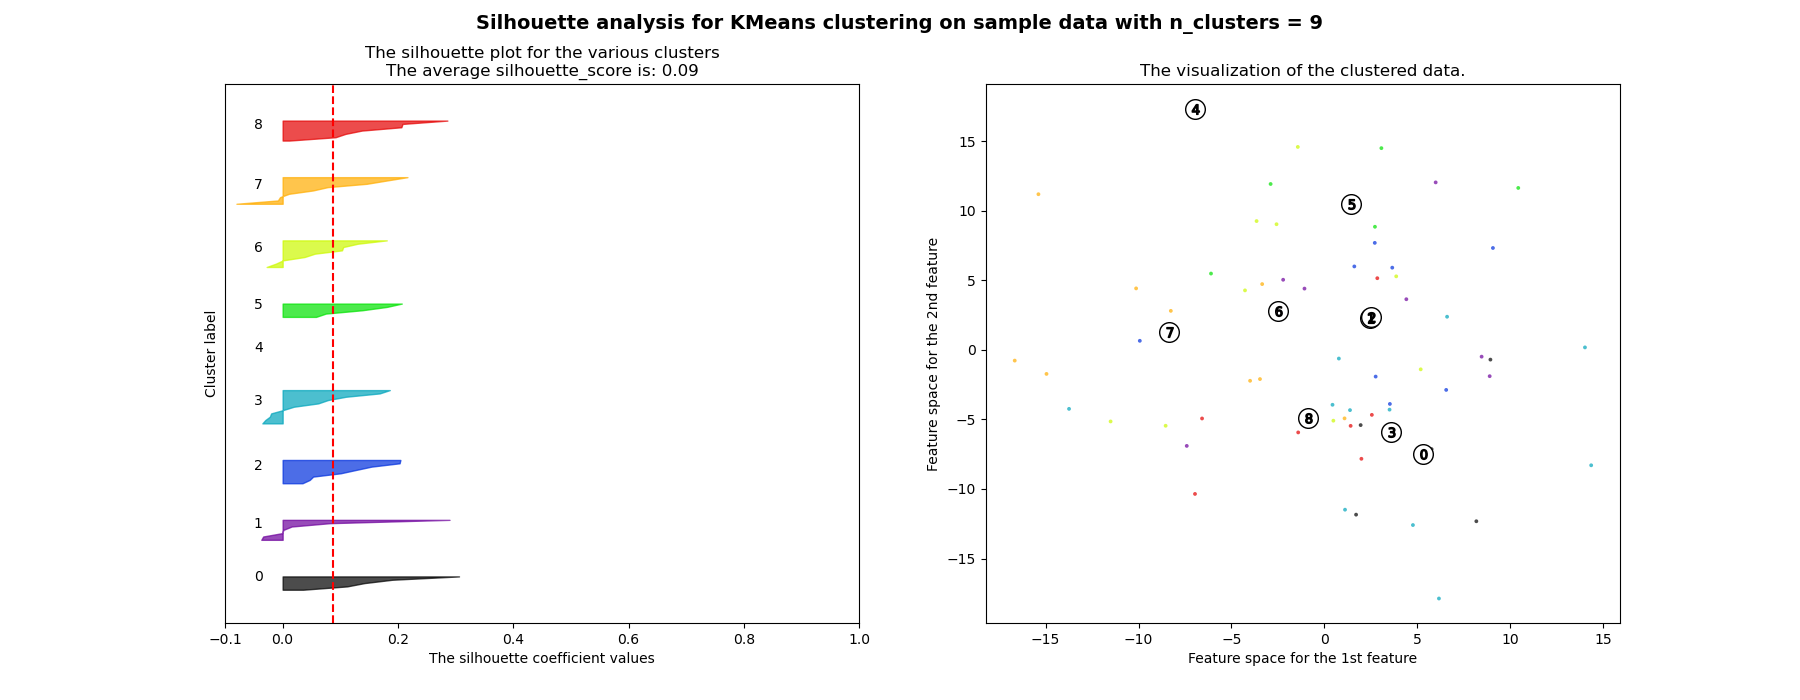 Silhouette analysis for KMeans clustering on sample data with n_clusters = 9
The silhouette plot for the various clusters
The average silhouette_score is: 0.09
8
7
6
5
4
3
2
1
0
Cluster label
−0.1 0.0 0.2 0.4 0.6 0.8 1.0
The silhouette coefficient values
The visualization of the clustered data.
15
10
5
0
−5
−10
−15
Feature space for the 2nd feature
4
5
6
2
7
8
3
0
−15 −10 −5 0 5 10 15
Feature space for the 1st feature